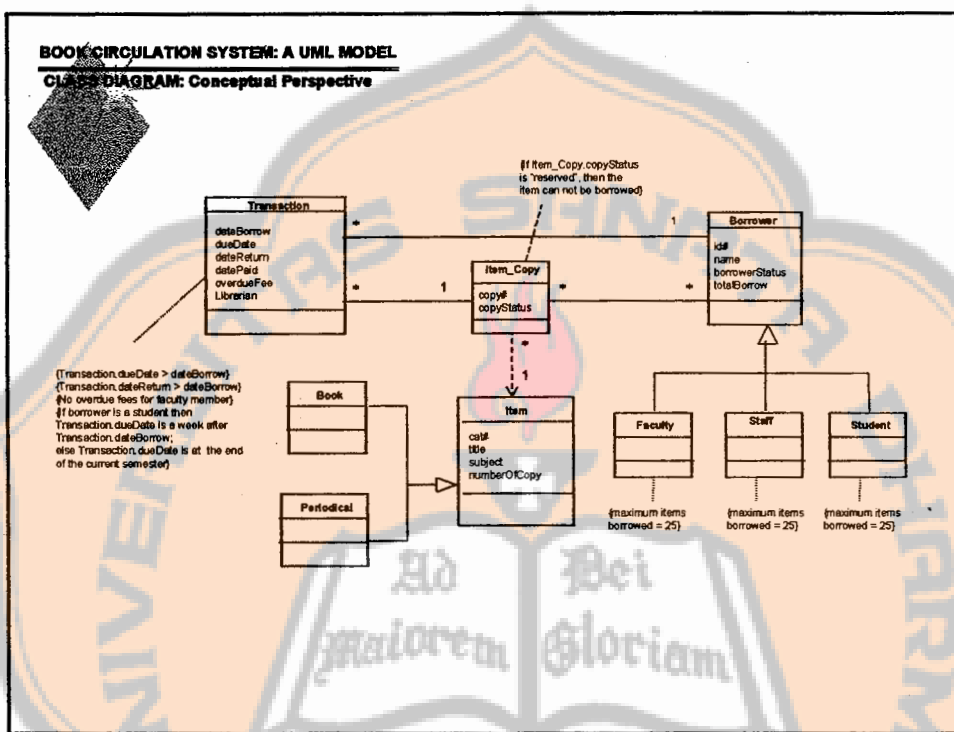 BOOK CIRCULATION SYSTEM: A UML MODEL
CLASS DIAGRAM: Conceptual Perspective
{If Item_Copy.copyStatus
is "reserved", then the
item can not be borrowed}
Transaction
dateBorrow
dueDate
dateReturn
datePaid
overdueFee
Librarian
*
1
Borrower
id#
name
borrowerStatus
totalBorrow
*
1
Item_Copy
copy#
copyStatus
*
*
*
1
{Transaction.dueDate > dateBorrow}
{Transaction.dateReturn > dateBorrow}
{No overdue fees for faculty member}
{If borrower is a student then
Transaction.dueDate is a week after
Transaction.dateBorrow;
else Transaction.dueDate is at the end
of the current semester}
Book
Periodical
Item
cat#
title
subject
numberOfCopy
Faculty
Staff
Student
{maximum items
borrowed = 25}
{maximum items
borrowed = 25}
{maximum items
borrowed = 25}
UNIVERSITAS SANATA DHARM
Ad
Dei
Maiorem
Gloriam